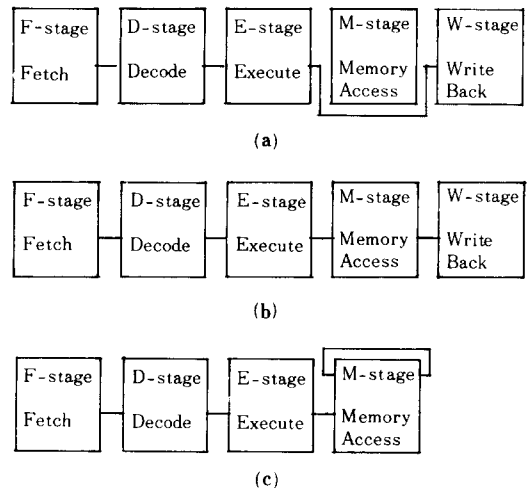 F-stage D-stage E-stage M-stage W-stage
Fetch Decode Execute Memory Write
Access Back
(a)
F-stage D-stage E-stage M-stage W-stage
Fetch Decode Execute Memory Write
Access Back
(b)
F-stage D-stage E-stage M-stage
Fetch Decode Execute Memory
Access
(c)